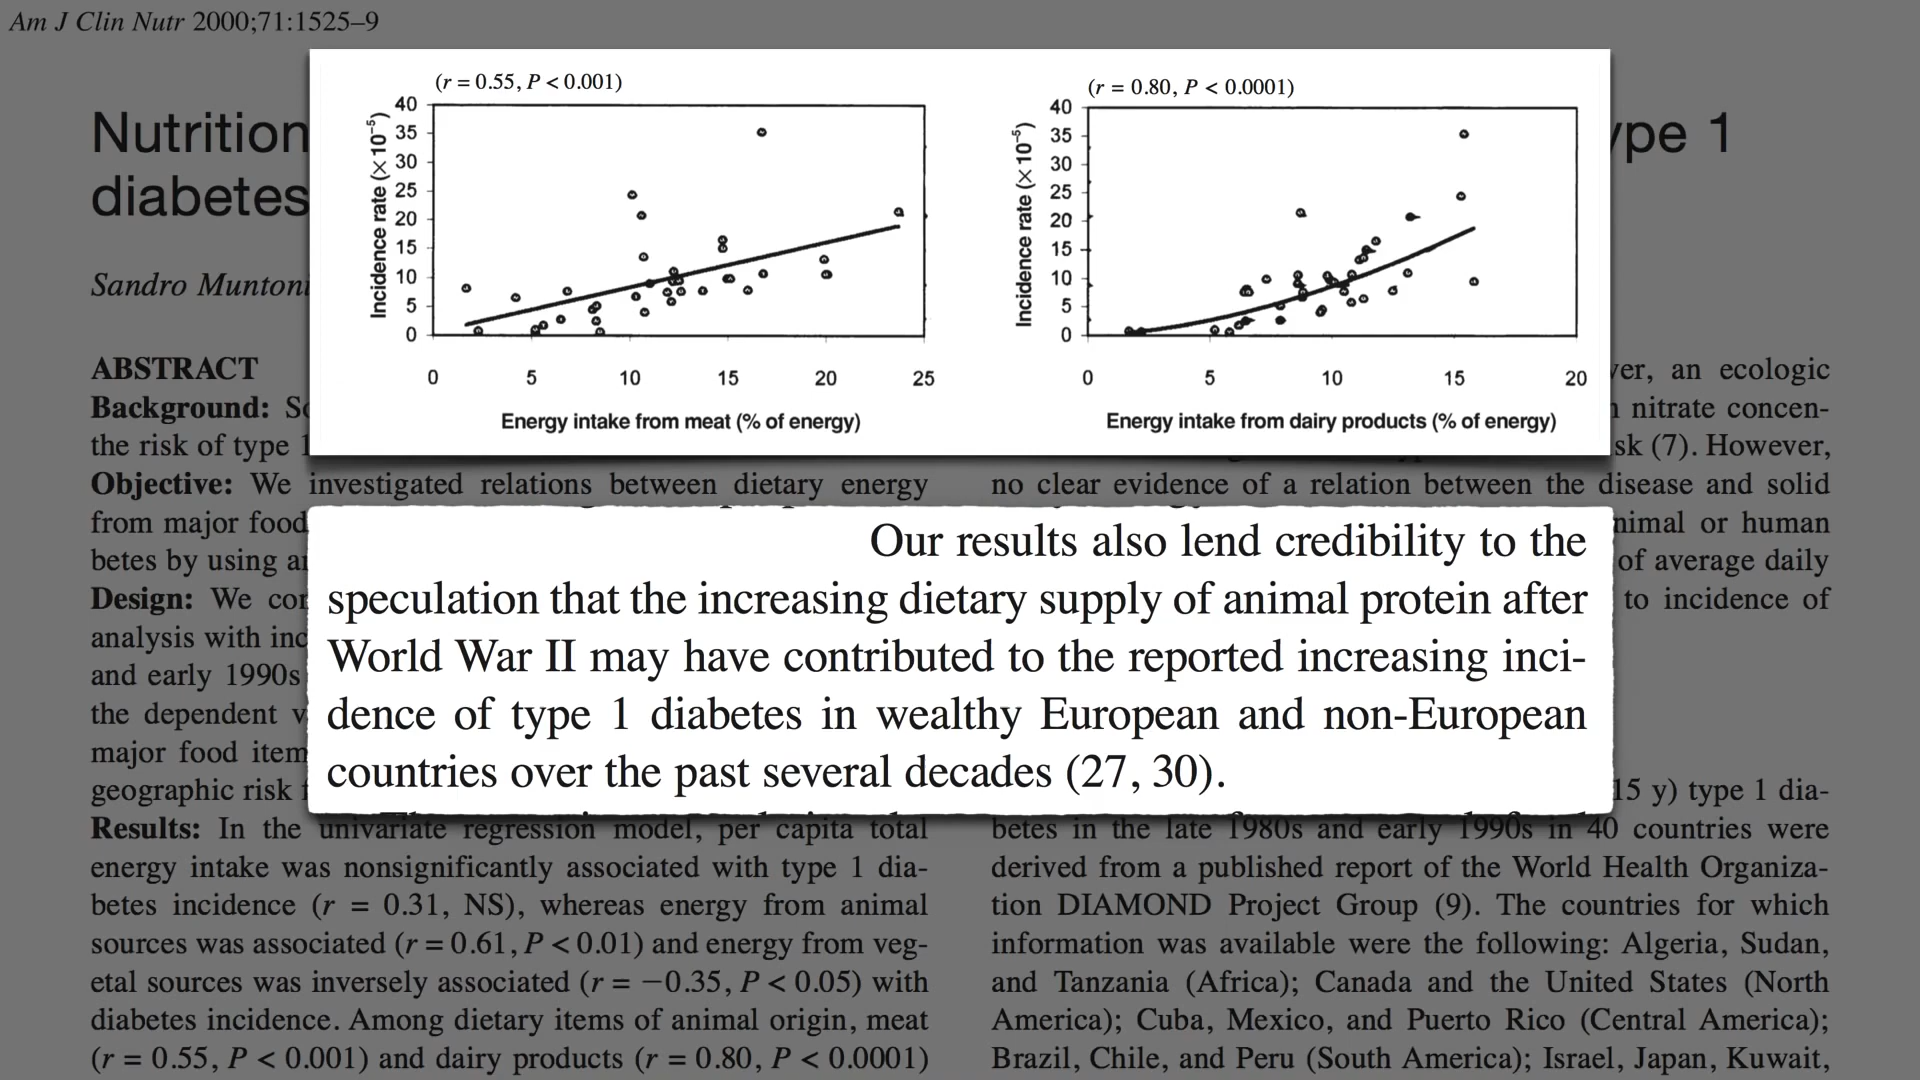 Am J Clin Nutr 2000;71:1525–9
Nutrition
ype 1
diabetes
Sandro Muntoni
(r = 0.55, P < 0.001)
40
35
30
25
20
15
10
5
0
Incidence rate (× 10⁻⁵)
0 5 10 15 20 25
Energy intake from meat (% of energy)
(r = 0.80, P < 0.0001)
40
35
30
25
20
15
10
5
0
Incidence rate (× 10⁻⁵)
0 5 10 15 20
Energy intake from dairy products (% of energy)
ABSTRACT
Background: So
the risk of type 1
Objective: We investigated relations between dietary energy
from major food
betes by using an
Design: We con
analysis with inc
and early 1990s
the dependent v
major food item
geographic risk f
Results: In the univariate regression model, per capita total
energy intake was nonsignificantly associated with type 1 dia-
betes incidence (r = 0.31, NS), whereas energy from animal
sources was associated (r = 0.61, P < 0.01) and energy from veg-
etal sources was inversely associated (r = −0.35, P < 0.05) with
diabetes incidence. Among dietary items of animal origin, meat
(r = 0.55, P < 0.001) and dairy products (r = 0.80, P < 0.0001)
ver, an ecologic
n nitrate concen-
sk (7). However,
no clear evidence of a relation between the disease and solid
nimal or human
of average daily
to incidence of
Our results also lend credibility to the
speculation that the increasing dietary supply of animal protein after
World War II may have contributed to the reported increasing inci-
dence of type 1 diabetes in wealthy European and non-European
countries over the past several decades (27, 30).
15 y) type 1 dia-
betes in the late 1980s and early 1990s in 40 countries were
derived from a published report of the World Health Organiza-
tion DIAMOND Project Group (9). The countries for which
information was available were the following: Algeria, Sudan,
and Tanzania (Africa); Canada and the United States (North
America); Cuba, Mexico, and Puerto Rico (Central America);
Brazil, Chile, and Peru (South America); Israel, Japan, Kuwait,